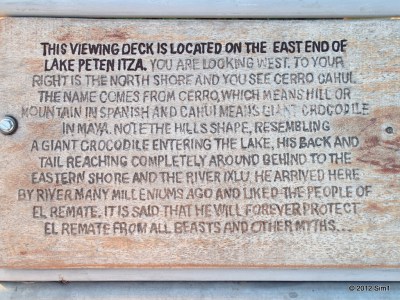 THIS VIEWING DECK IS LOCATED ON THE EAST END OF
LAKE PETEN ITZA. YOU ARE LOOKING WEST. TO YOUR
RIGHT IS THE NORTH SHORE AND YOU SEE CERRO CAHUI.
THE NAME COMES FROM CERRO, WHICH MEANS HILL OR
MOUNTAIN IN SPANISH AND CAHUI MEANS GIANT CROCODILE
IN MAYA. NOTE THE HILLS SHAPE, RESEMBLING
A GIANT CROCODILE ENTERING THE LAKE, HIS BACK AND
TAIL REACHING COMPLETELY AROUND BEHIND TO THE
EASTERN SHORE AND THE RIVER IXLU. HE ARRIVED HERE
BY RIVER MANY MILLENIUMS AGO AND LIKED THE PEOPLE OF
EL REMATE. IT IS SAID THAT HE WILL FOREVER PROTECT
EL REMATE FROM ALL BEASTS AND OTHER MYTHS...
© 2012 Sim1